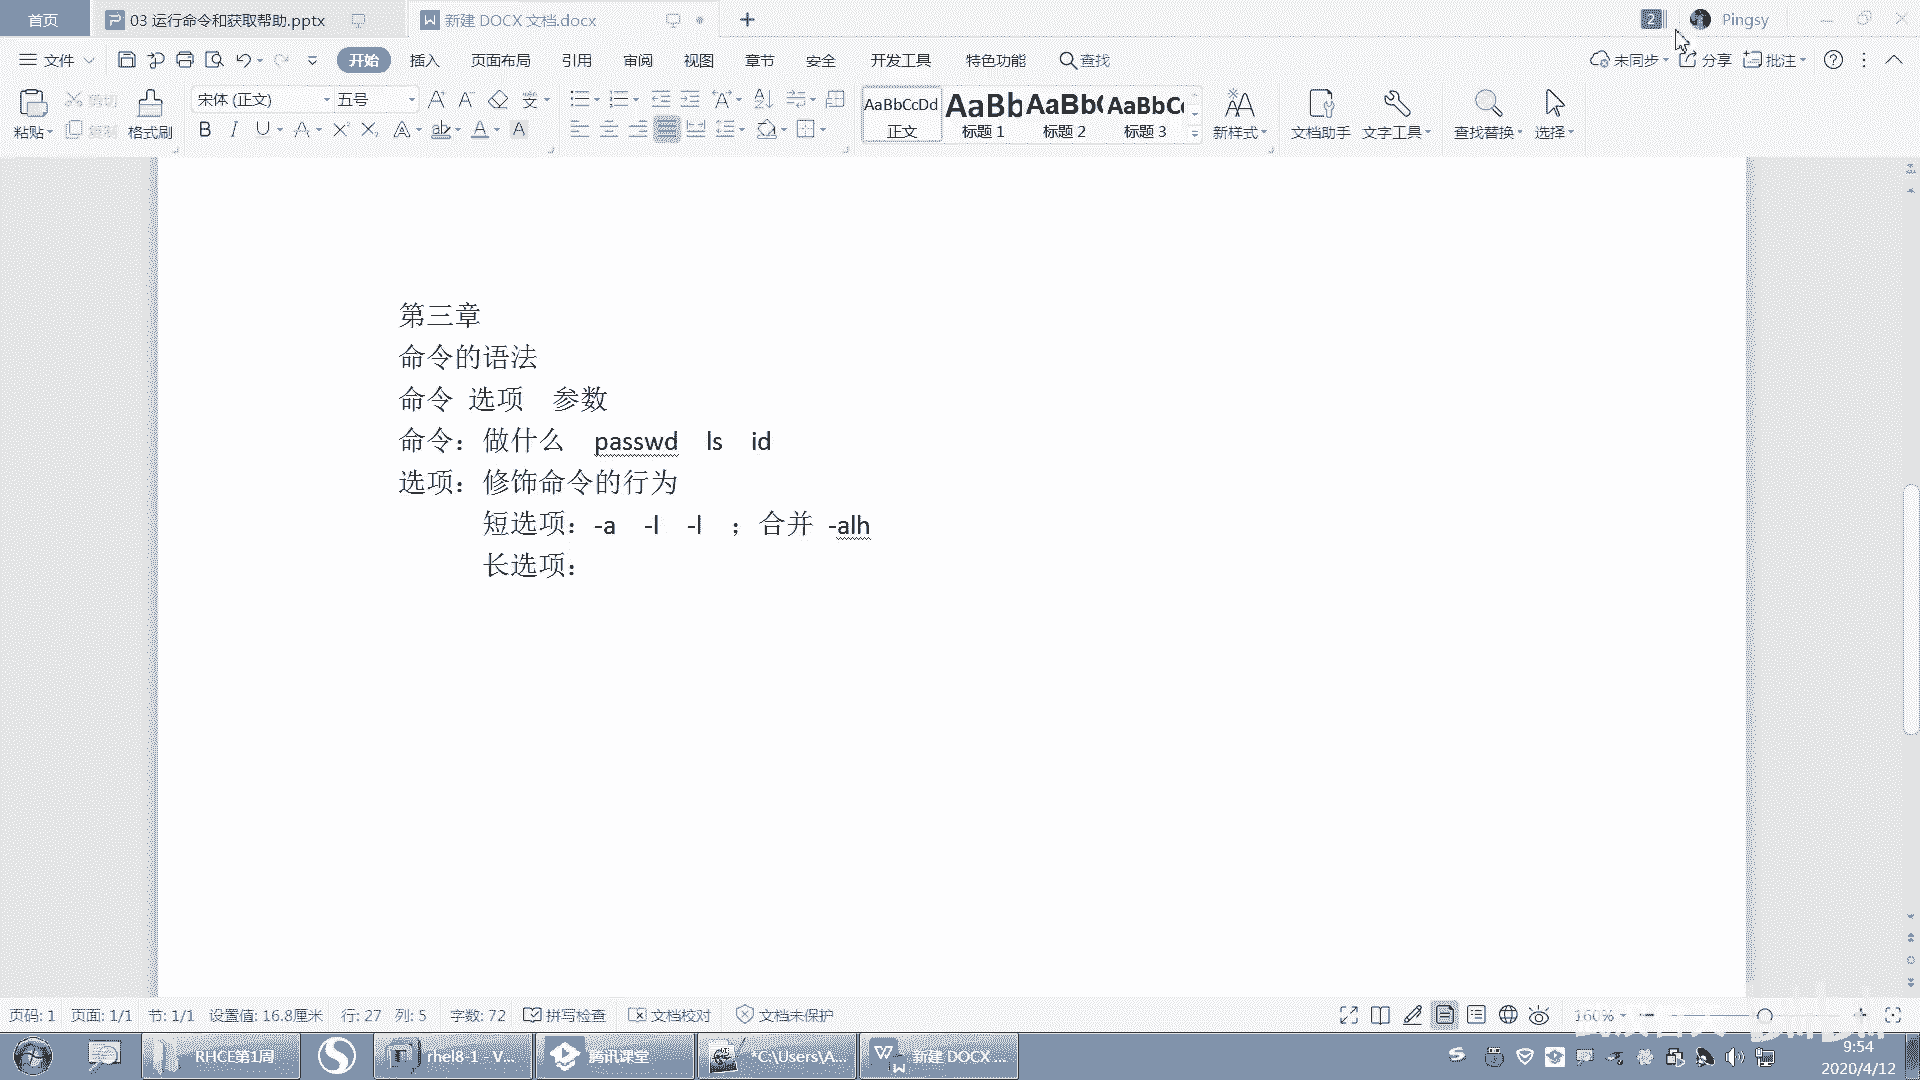 首页 03 运行命令和获取帮助.pptx 新建 DOCX 文档.docx 2 Pingsy
文件 开始 插入 页面布局 引用 审阅 视图 章节 安全 开发工具 特色功能 查找 未同步 分享 批注
粘贴 剪切 复制 格式刷 宋体 (正文) 五号
AaBbCcDd 正文 AaBb 标题 1 AaBb( 标题 2 AaBbC 标题 3 新样式 文档助手 文字工具 查找替换 选择
第三章
命令的语法
命令 选项 参数
命令：做什么 passwd ls id
选项：修饰命令的行为
短选项：-a -l -l ；合并 -alh
长选项：
页码: 1 页面: 1/1 节: 1/1 设置值: 16.8厘米 行: 27 列: 5 字数: 72 拼写检查 文档校对 文档未保护 160%
RHCE第1周 rhel8-1 - V... 腾讯课堂 *C:\Users\A... 新建 DOCX ...
9:54
2020/4/12